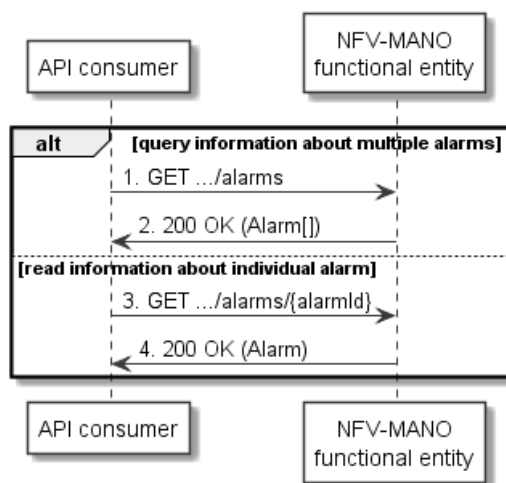 API consumer
NFV-MANO
functional entity
alt
[query information about multiple alarms]
1. GET .../alarms
2. 200 OK (Alarm[])
[read information about individual alarm]
3. GET .../alarms/{alarmId}
4. 200 OK (Alarm)
API consumer
NFV-MANO
functional entity